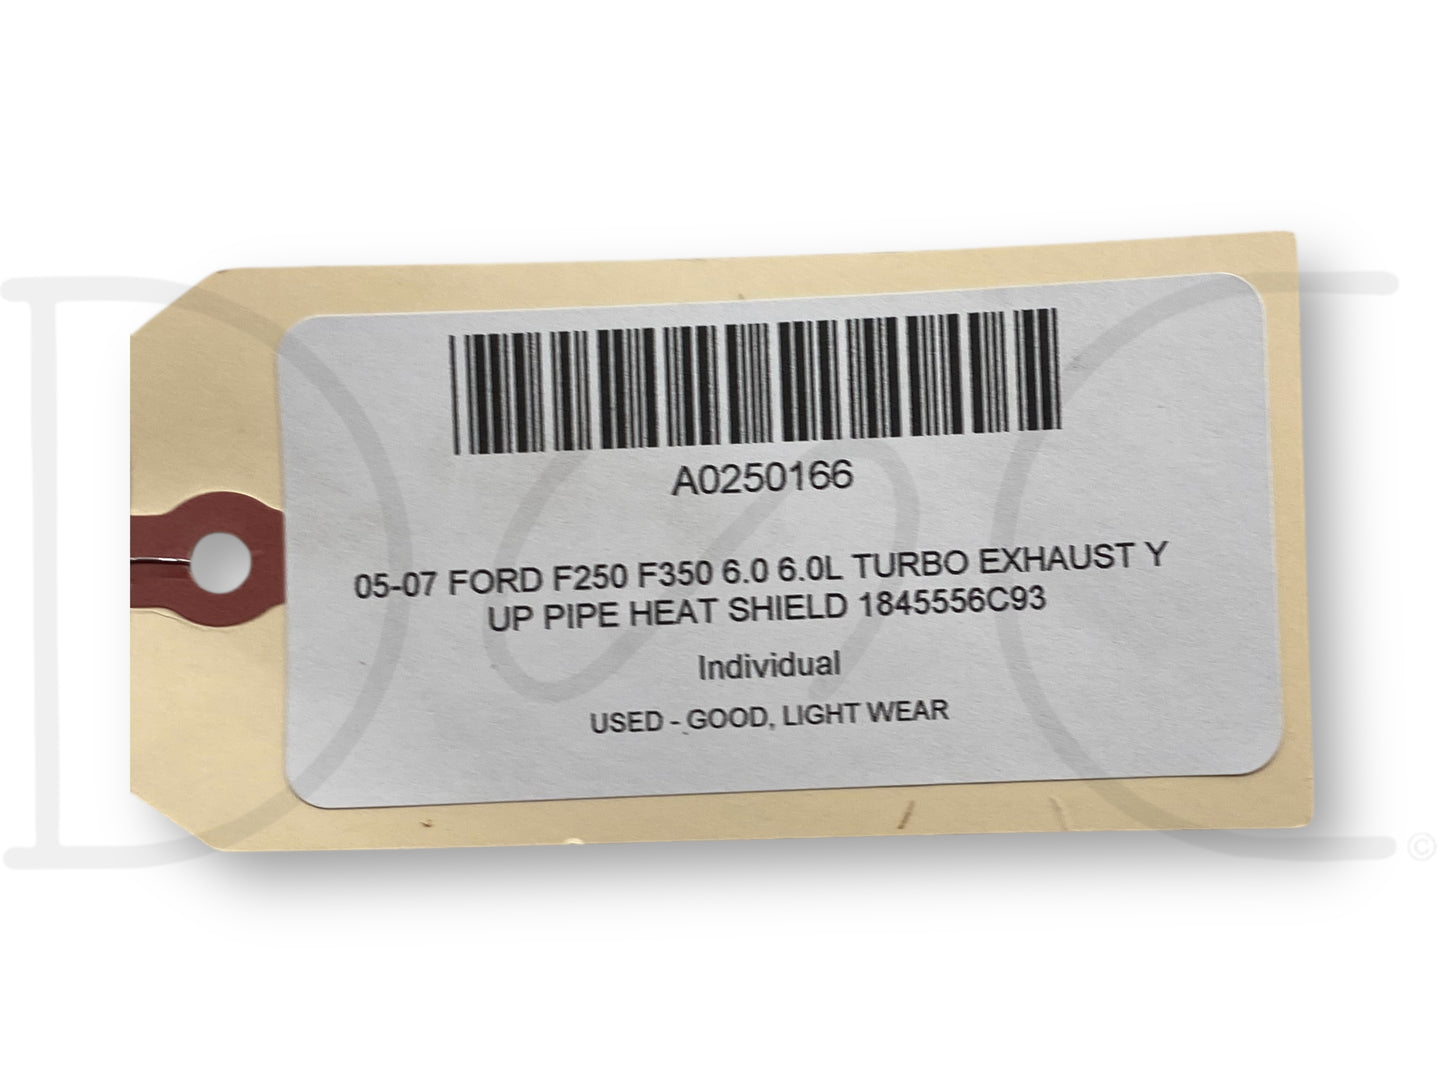 A0250166
05-07 FORD F250 F350 6.0 6.0L TURBO EXHAUST Y
UP PIPE HEAT SHIELD 1845556C93
Individual
USED - GOOD, LIGHT WEAR
©